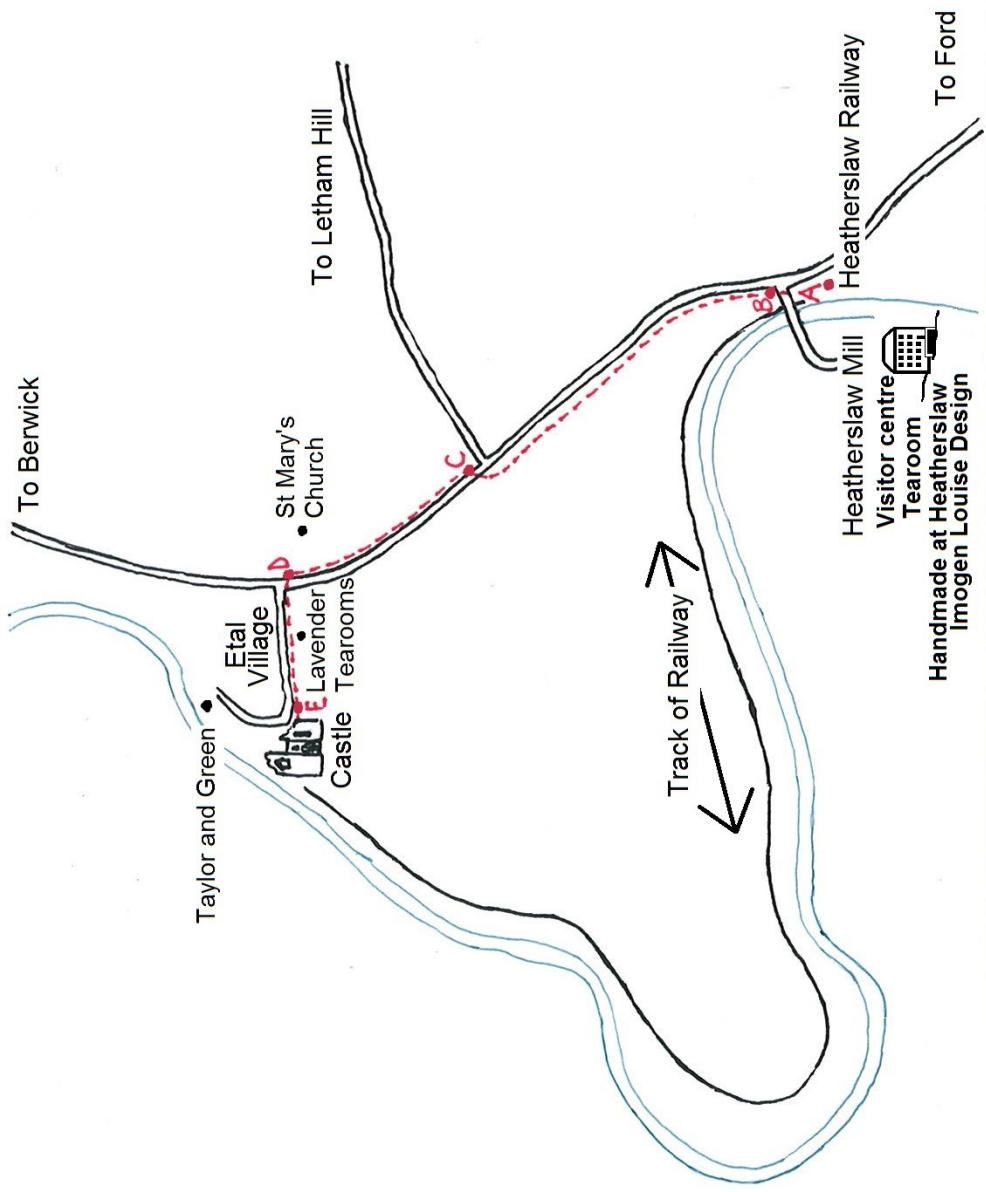 To Berwick
To Letham Hill
To Ford
St Mary's
Church
Etal
Village
Lavender
Tearooms
Castle
Taylor and Green
Track of Railway
Heatherslaw Railway
Heatherslaw Mill
Visitor centre
Tearoom
Handmade at Heatherslaw
Imogen Louise Design
A
B
C
D
E